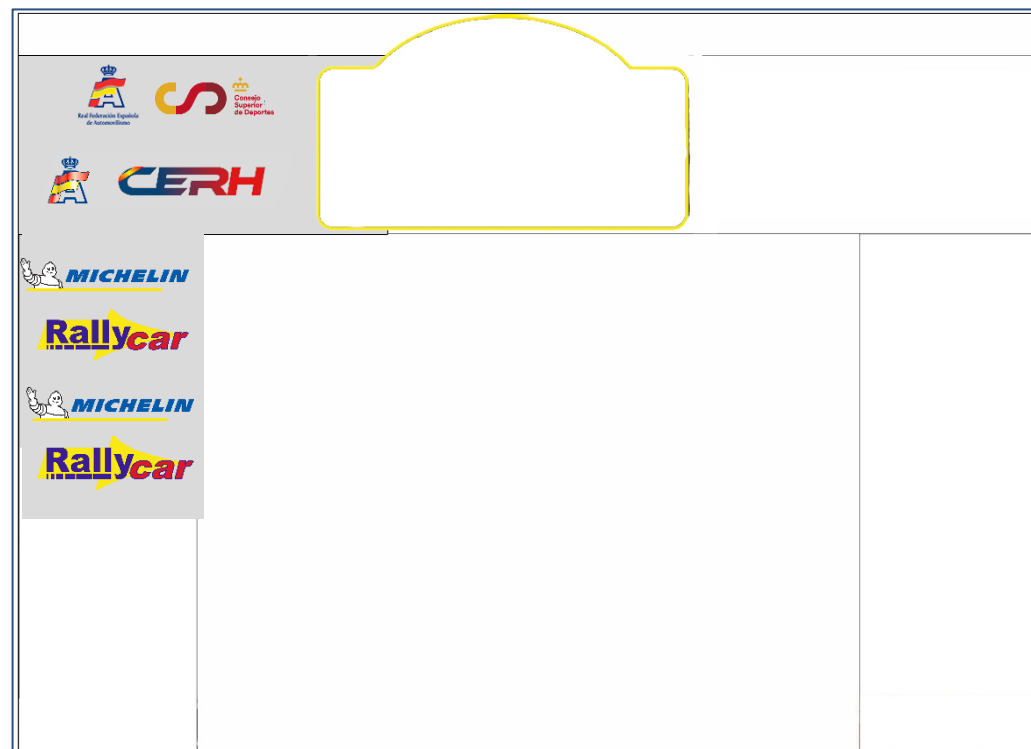 Real Federación Española
de Automovilismo
Consejo
Superior
de Deportes
CERH
MICHELIN
Rallycar
MICHELIN
Rallycar